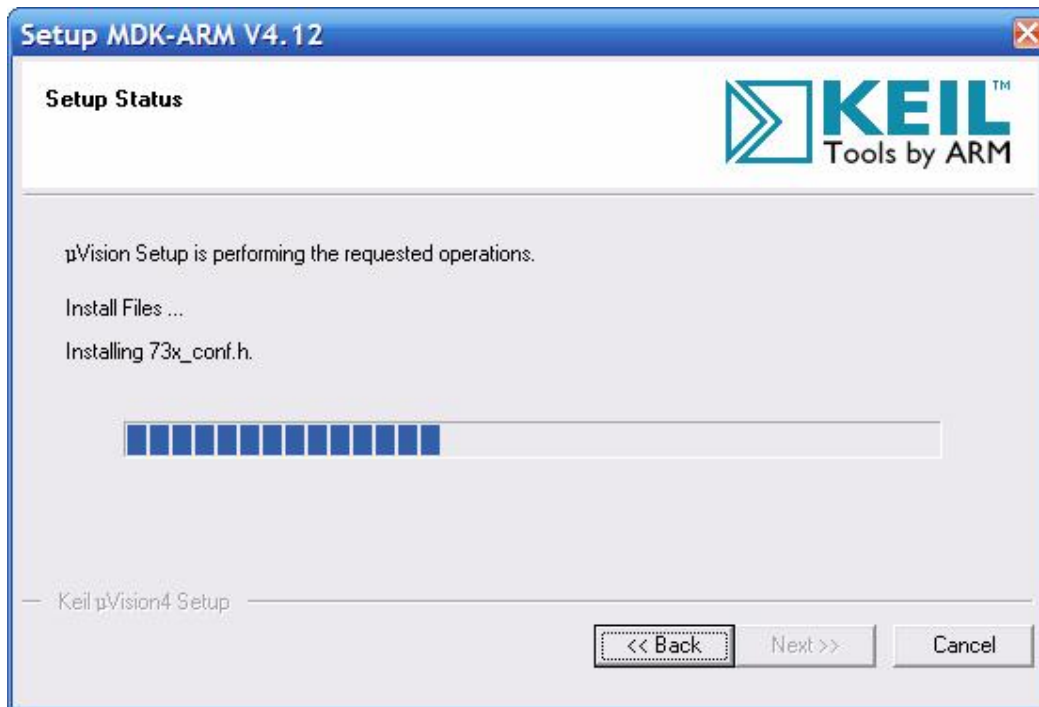 Setup MDK-ARM V4.12
Setup Status
KEIL™
Tools by ARM
µVision Setup is performing the requested operations.
Install Files ...
Installing 73x_conf.h.
Keil µVision4 Setup
<< Back Next >> Cancel